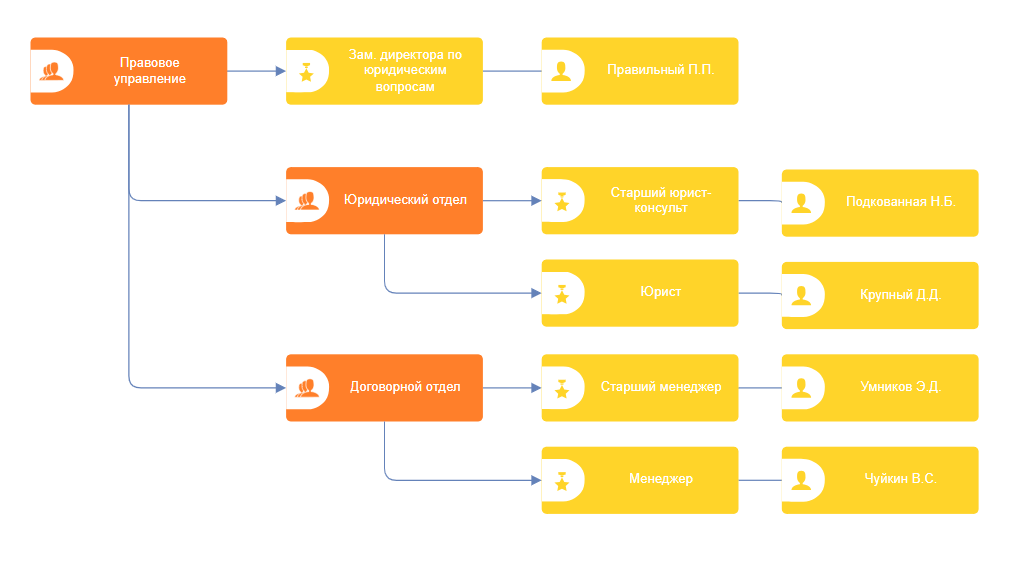 Правовое
управление
Зам. директора по
юридическим
вопросам
Правильный П.П.
Юридический отдел
Старший юрист-
консульт
Подкованная Н.Б.
Юрист
Крупный Д.Д.
Договорной отдел
Старший менеджер
Умников Э.Д.
Менеджер
Чуйкин В.С.